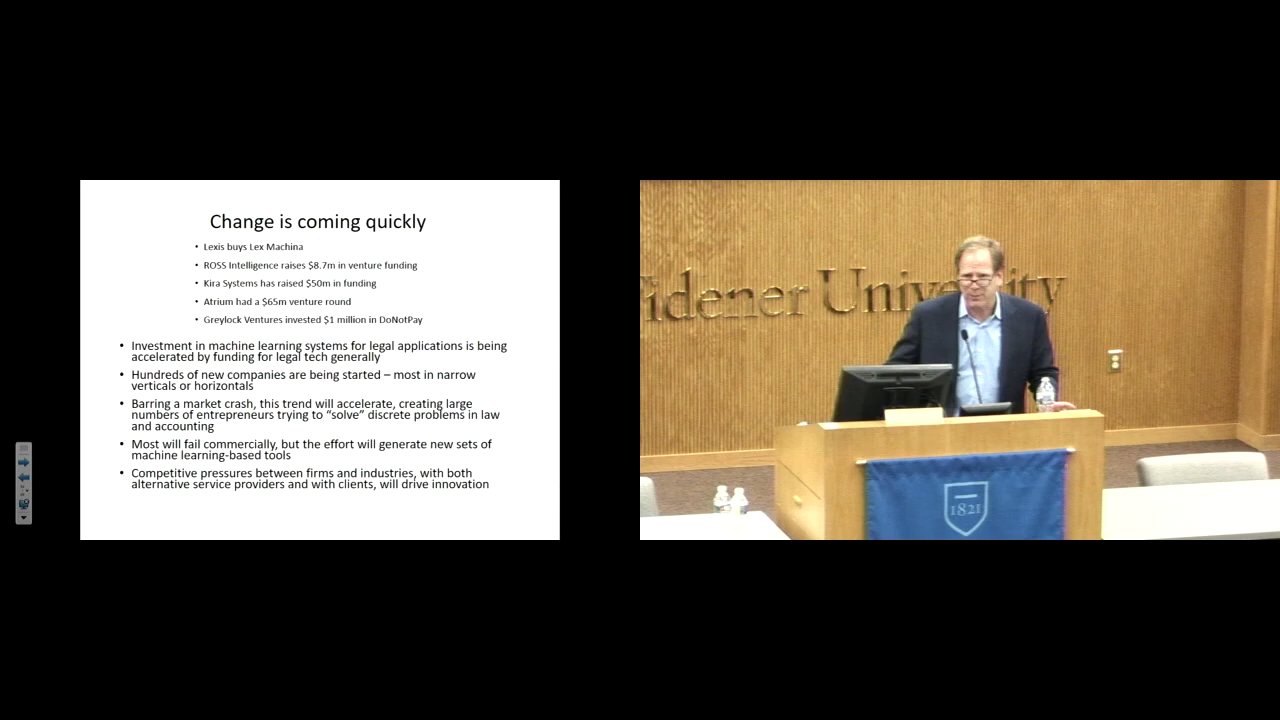 Change is coming quickly
• Lexis buys Lex Machina
• ROSS Intelligence raises $8.7m in venture funding
• Kira Systems has raised $50m in funding
• Atrium had a $65m venture round
• Greylock Ventures invested $1 million in DoNotPay
• Investment in machine learning systems for legal applications is being
accelerated by funding for legal tech generally
• Hundreds of new companies are being started – most in narrow
verticals or horizontals
• Barring a market crash, this trend will accelerate, creating large
numbers of entrepreneurs trying to “solve” discrete problems in law
and accounting
• Most will fail commercially, but the effort will generate new sets of
machine learning-based tools
• Competitive pressures between firms and industries, with both
alternative service providers and with clients, will drive innovation
idener University
1821